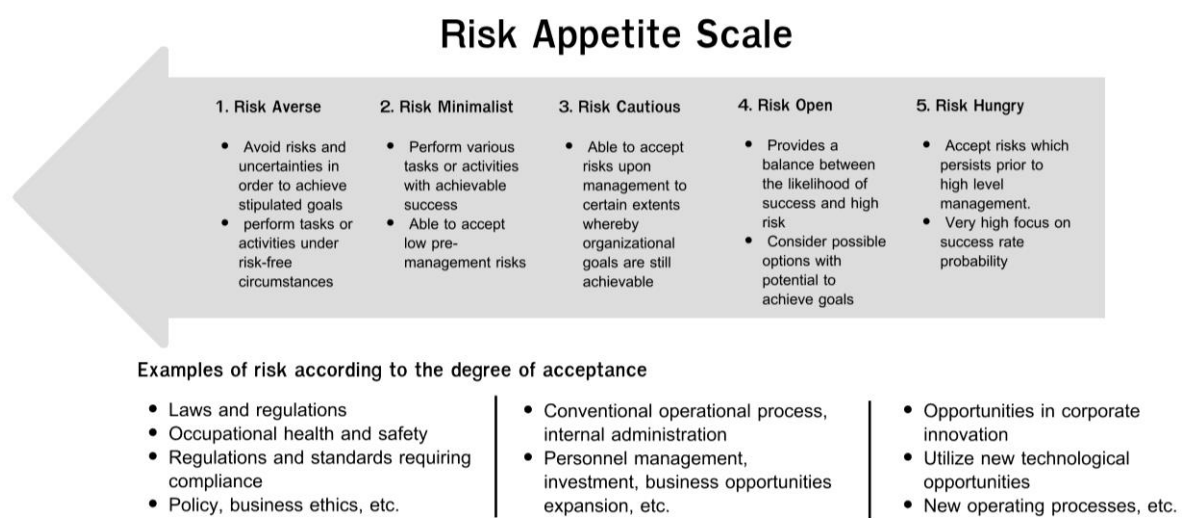 Risk Appetite Scale
1. Risk Averse
• Avoid risks and
uncertainties in
order to achieve
stipulated goals
• perform tasks or
activities under
risk-free
circumstances
2. Risk Minimalist
• Perform various
tasks or activities
with achievable
success
• Able to accept
low pre-
management risks
3. Risk Cautious
• Able to accept
risks upon
management to
certain extents
whereby
organizational
goals are still
achievable
4. Risk Open
• Provides a
balance between
the likelihood of
success and high
risk
• Consider possible
options with
potential to
achieve goals
5. Risk Hungry
• Accept risks which
persists prior to
high level
management.
• Very high focus on
success rate
probability
Examples of risk according to the degree of acceptance
• Laws and regulations
• Occupational health and safety
• Regulations and standards requiring
compliance
• Policy, business ethics, etc.
• Conventional operational process,
internal administration
• Personnel management,
investment, business opportunities
expansion, etc.
• Opportunities in corporate
innovation
• Utilize new technological
opportunities
• New operating processes, etc.